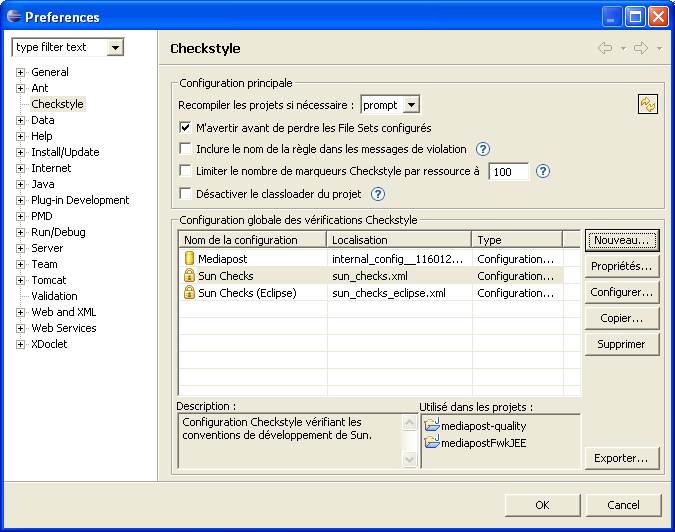 Preferences
type filter text
Checkstyle
General
Ant
Checkstyle
Data
Help
Install/Update
Internet
Java
Plug-in Development
PMD
Run/Debug
Server
Team
Tomcat
Validation
Web and XML
Web Services
XDoclet
Configuration principale
Recompiler les projets si nécessaire : prompt
M'avertir avant de perdre les File Sets configurés
Inclure le nom de la règle dans les messages de violation ?
Limiter le nombre de marqueurs Checkstyle par ressource à 100 ?
Désactiver le classloader du projet ?
Configuration globale des vérifications Checkstyle
Nom de la configuration Localisation Type
Mediapost internal_config__116012... Configuration...
Sun Checks sun_checks.xml Configuration...
Sun Checks (Eclipse) sun_checks_eclipse.xml Configuration...
Nouveau...
Propriétés...
Configurer...
Copier...
Supprimer
Description :
Configuration Checkstyle vérifiant les
conventions de développement de Sun.
Utilisé dans les projets :
mediapost-quality
mediapostFwkJEE
Exporter...
OK Cancel